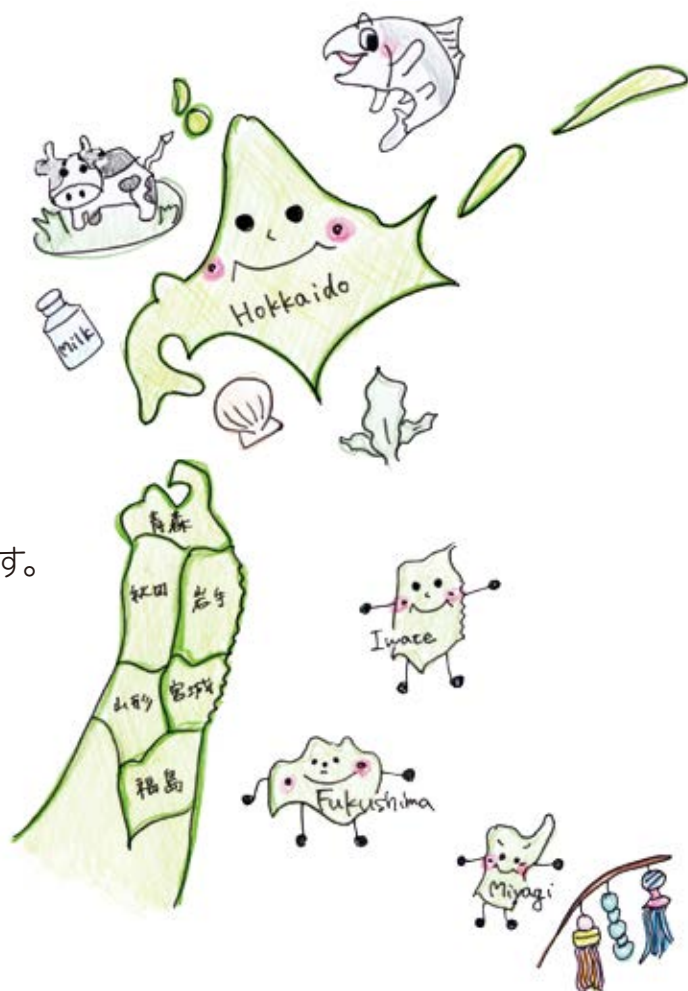 Hokkaido
Milk
す。
青森
秋田
岩手
山形
宮城
福島
Iwate
Fukushima
Miyagi